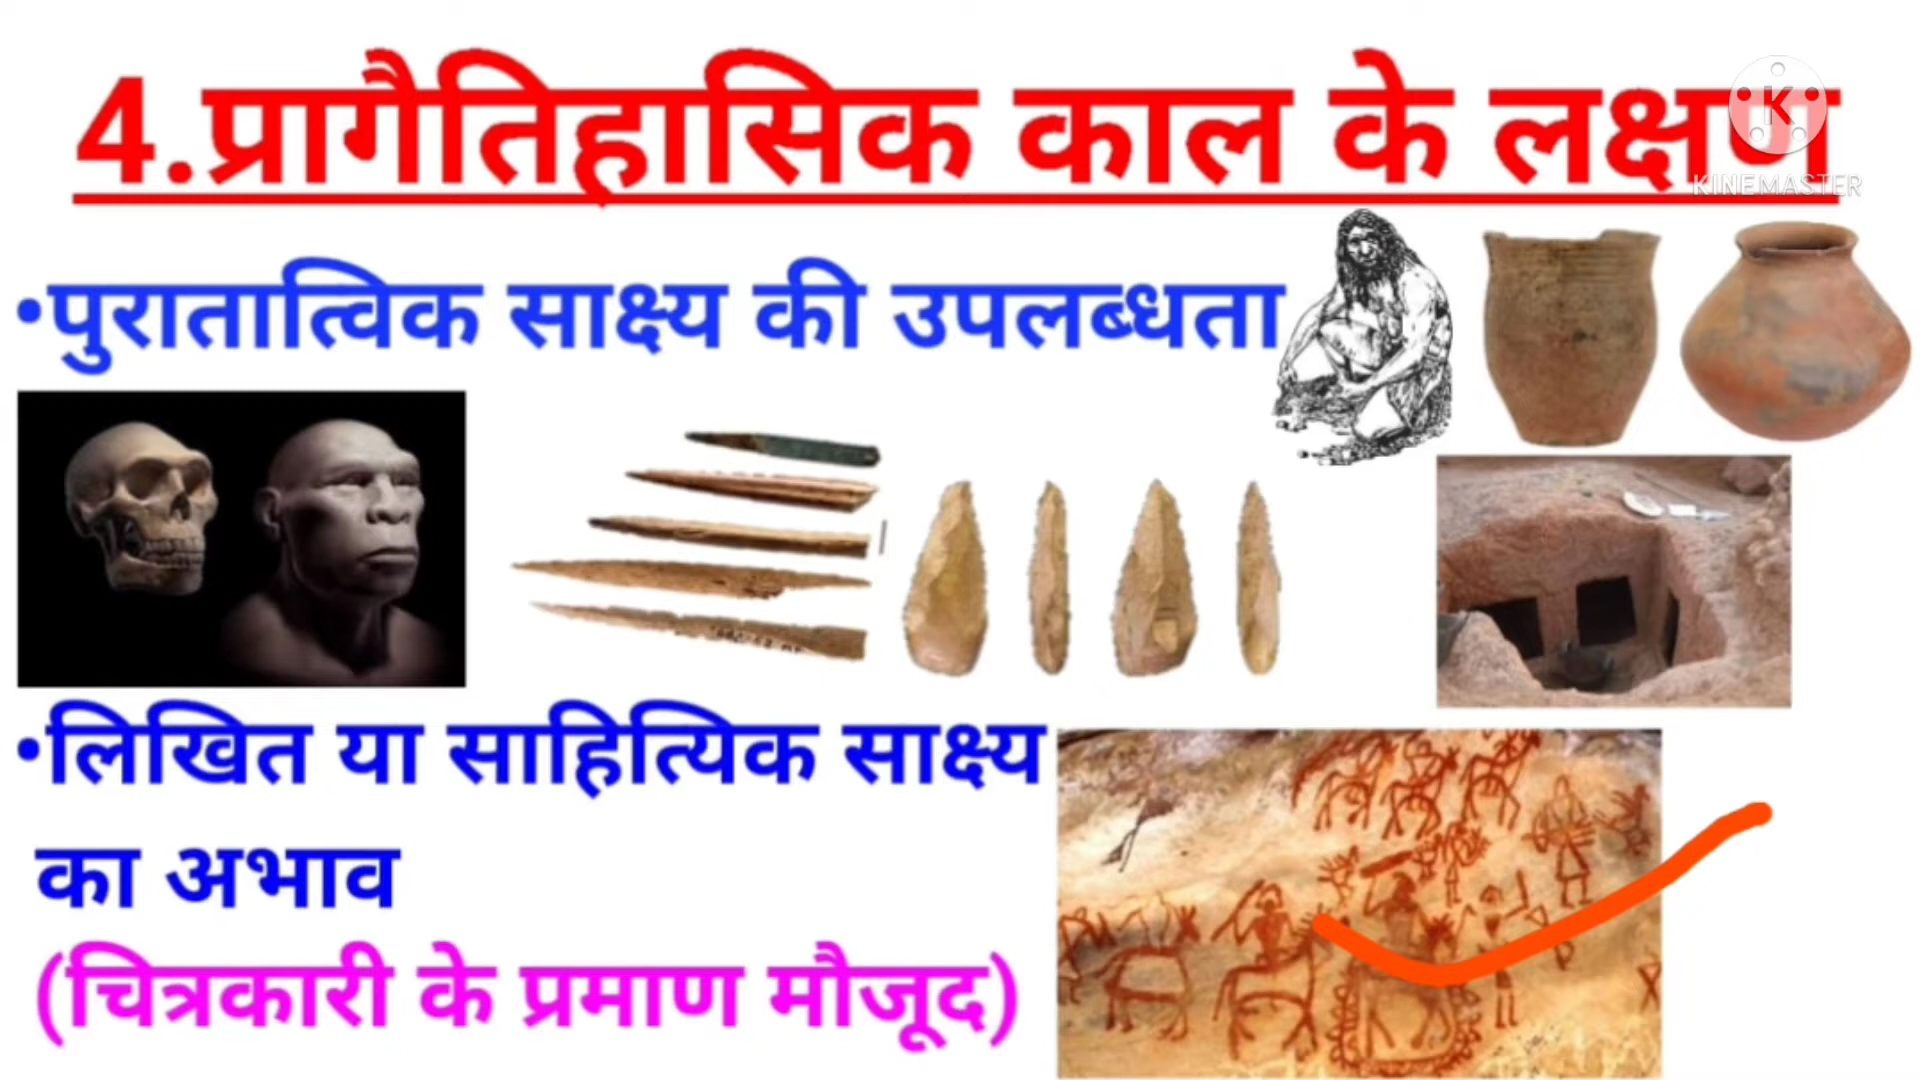 4.प्रागैतिहासिक काल के लक्षण
K
KINEMASTER
•पुरातात्विक साक्ष्य की उपलब्धता
•लिखित या साहित्यिक साक्ष्य
का अभाव
(चित्रकारी के प्रमाण मौजूद)